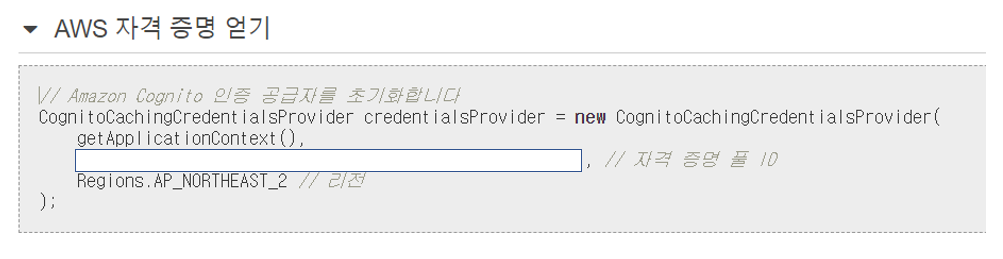 AWS 자격 증명 얻기
// Amazon Cognito 인증 공급자를 초기화합니다
CognitoCachingCredentialsProvider credentialsProvider = new CognitoCachingCredentialsProvider(
getApplicationContext(),
, // 자격 증명 풀 ID
Regions.AP_NORTHEAST_2 // 리전
);